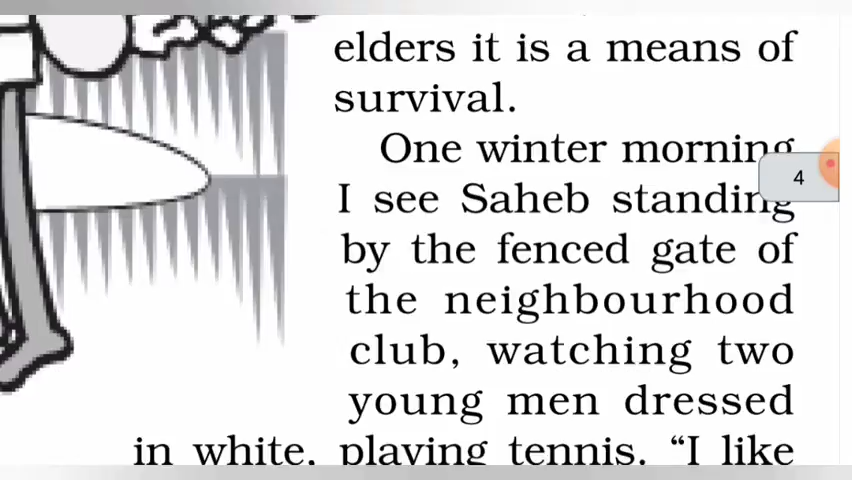 elders it is a means of
survival.
One winter morning
I see Saheb standing
by the fenced gate of
the neighbourhood
club, watching two
young men dressed
in white, playing tennis. “I like
4